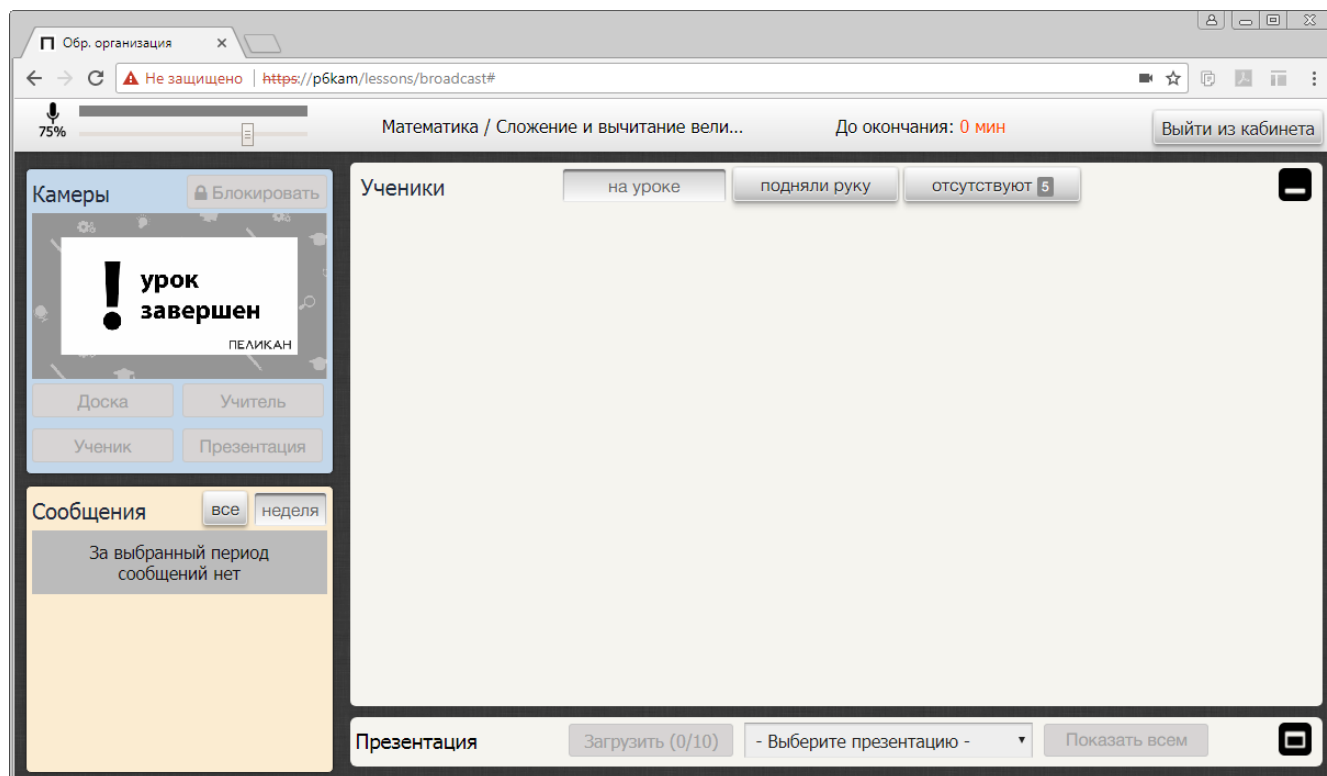 Обр. организация
Не защищено | https://p6kam/lessons/broadcast#
75%
Математика / Сложение и вычитание вели...
До окончания: 0 мин
Выйти из кабинета
Камеры
Блокировать
! урок
завершен
ПЕЛИКАН
Доска
Учитель
Ученик
Презентация
Сообщения
все
неделя
За выбранный период
сообщений нет
Ученики
на уроке
подняли руку
отсутствуют 5
Презентация
Загрузить (0/10)
- Выберите презентацию -
Показать всем